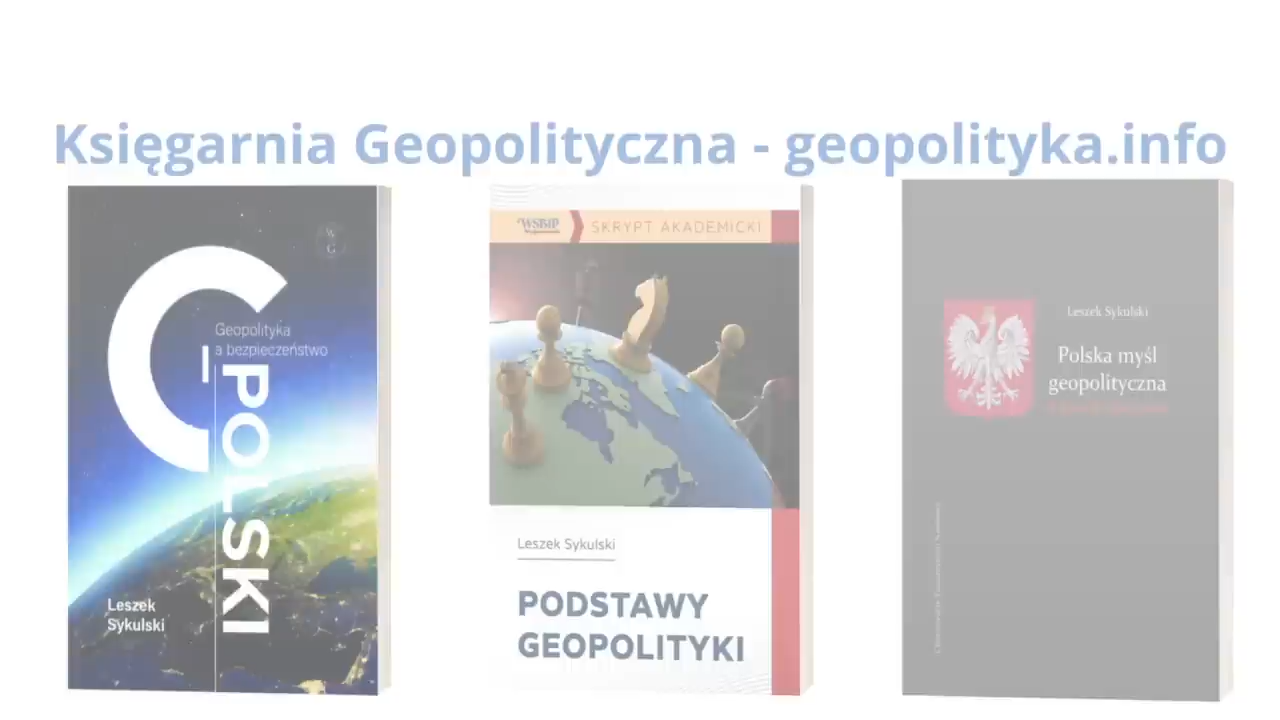 Księgarnia Geopolityczna - geopolityka.info
W
G
Geopolityka
a bezpieczeństwo
G
POLSKI
Leszek
Sykulski
WSBiP
SKRYPT AKADEMICKI
Leszek Sykulski
PODSTAWY
GEOPOLITYKI
Leszek Sykulski
Polska myśl
geopolityczna